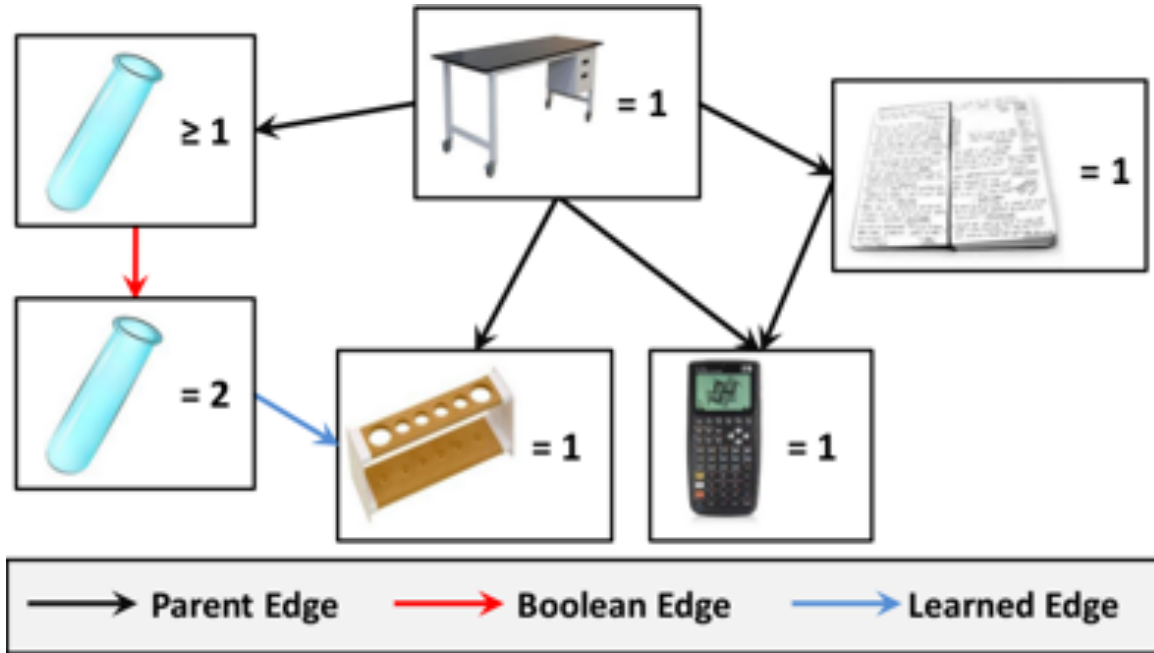 ≥ 1
= 1
= 1
= 2
= 1
= 1
Parent Edge
Boolean Edge
Learned Edge